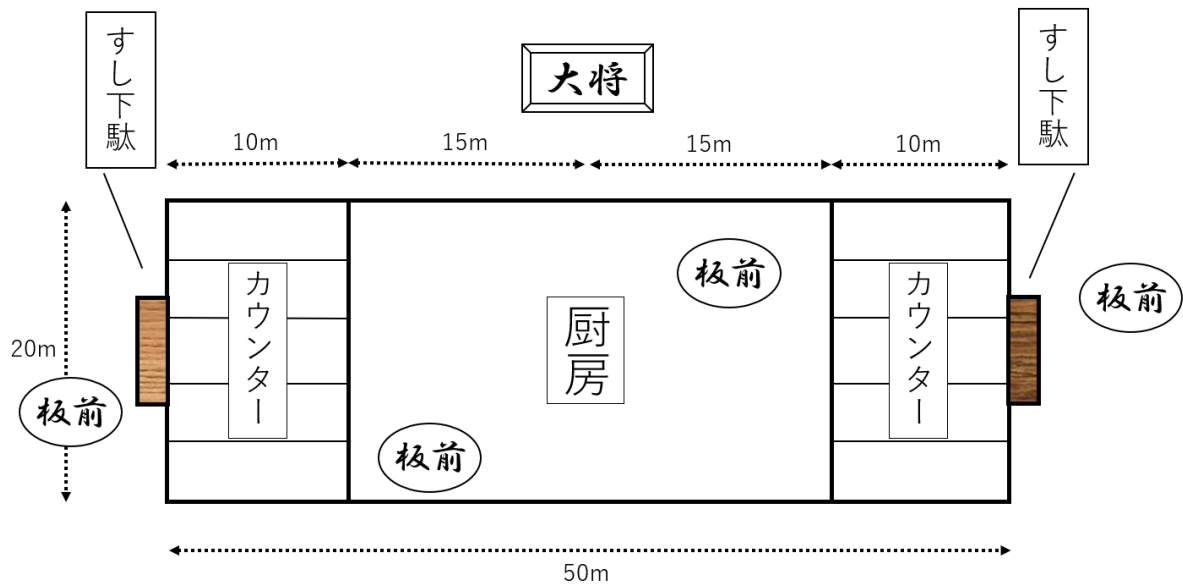 すし下駄
大将
すし下駄
10m
15m
15m
10m
板前
カウンター
厨房
カウンター
板前
20m
板前
板前
50m